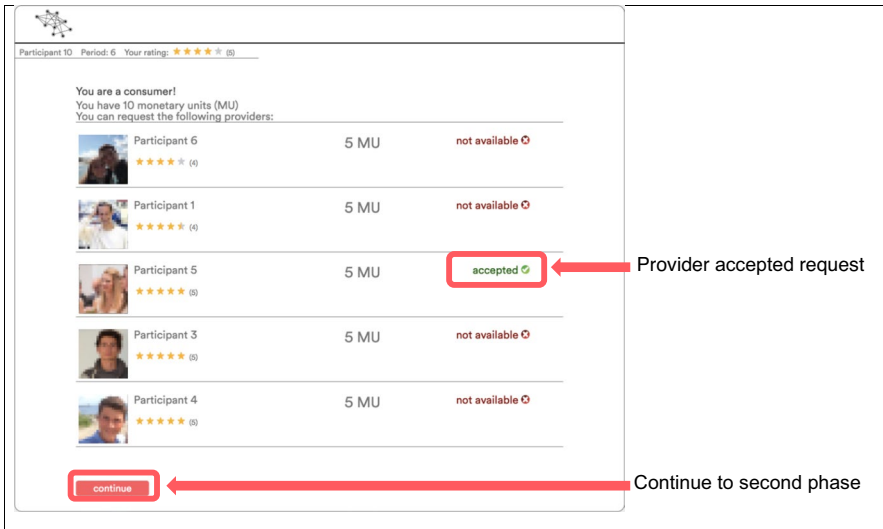 Participant 10 Period: 6 Your rating: (5)
You are a consumer!
You have 10 monetary units (MU)
You can request the following providers:
Participant 6
(4)
5 MU
not available
Participant 1
(4)
5 MU
not available
Participant 5
(5)
5 MU
accepted
Provider accepted request
Participant 3
(5)
5 MU
not available
Participant 4
(5)
5 MU
not available
continue
Continue to second phase